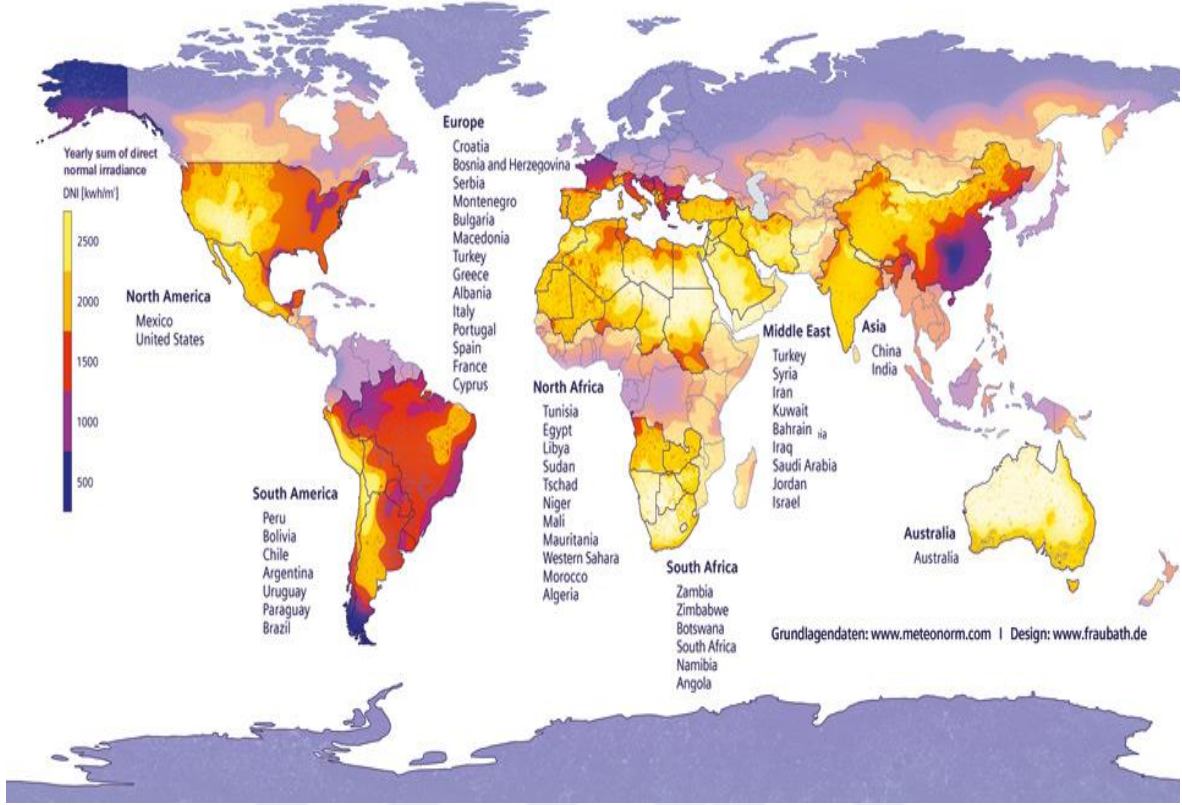 Europe
Croatia
Bosnia and Herzegovina
Serbia
Montenegro
Bulgaria
Macedonia
Turkey
Greece
Albania
Italy
Portugal
Spain
France
Cyprus
Yearly sum of direct
normal irradiance
DNI [kwh/m²]
2500
2000
1500
1000
500
North America
Mexico
United States
South America
Peru
Bolivia
Chile
Argentina
Uruguay
Paraguay
Brazil
North Africa
Tunisia
Egypt
Libya
Sudan
Tschad
Niger
Mali
Mauritania
Western Sahara
Morocco
Algeria
South Africa
Zambia
Zimbabwe
Botswana
South Africa
Namibia
Angola
Middle East
Turkey
Syria
Iran
Kuwait
Bahrain
Iraq
Saudi Arabia
Jordan
Israel
Asia
China
India
Australia
Australia
Grundlagendaten: www.meteonorm.com I Design: www.fraubath.de